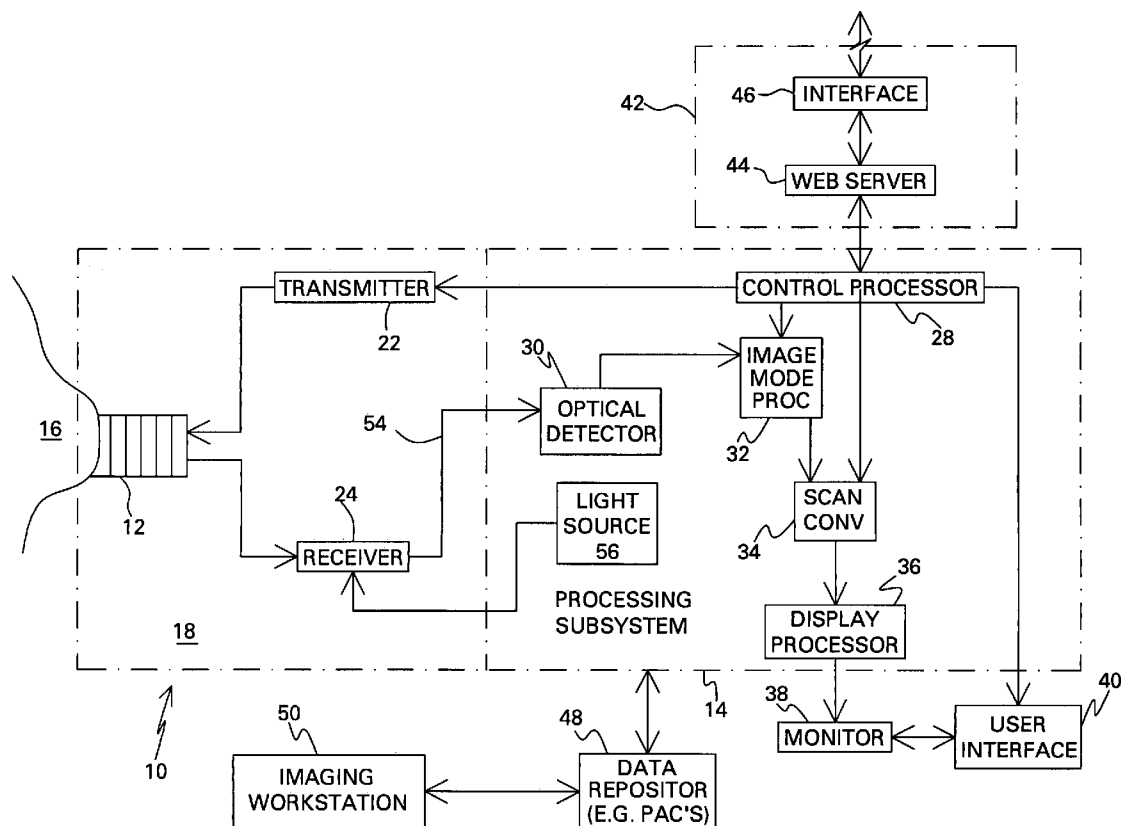 46
INTERFACE
42
44
WEB SERVER
TRANSMITTER
22
CONTROL PROCESSOR
28
30
OPTICAL
DETECTOR
IMAGE
MODE
PROC
32
16
54
12
24
RECEIVER
LIGHT
SOURCE
56
SCAN
CONV
34
PROCESSING
SUBSYSTEM
36
DISPLAY
PROCESSOR
18
10
14
38
MONITOR
40
USER
INTERFACE
50
IMAGING
WORKSTATION
48
DATA
REPOSITORY
(E.G. PAC'S)